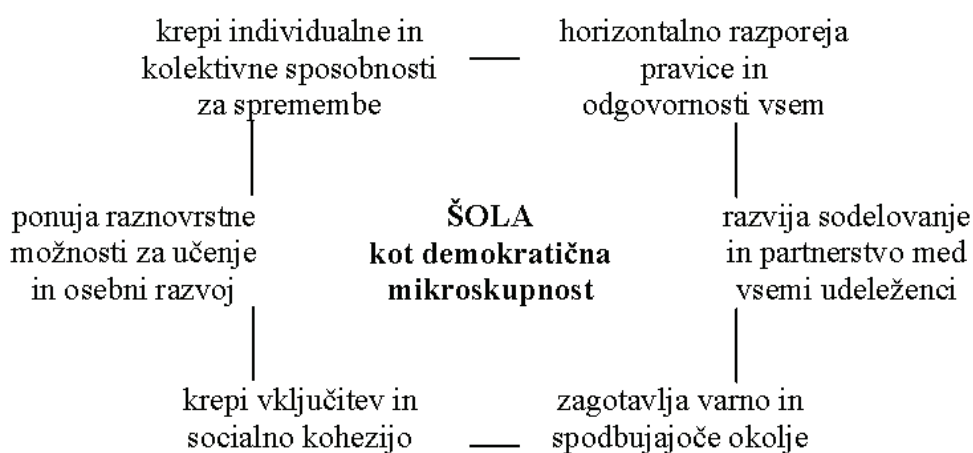 krepi individualne in
kolektivne sposobnosti
za spremembe
horizontalno razporeja
pravice in
odgovornosti vsem
ponuja raznovrstne
možnosti za učenje
in osebni razvoj
ŠOLA
kot demokratična
mikroskupnost
razvija sodelovanje
in partnerstvo med
vsemi udeleženci
krepi vključitev in
socialno kohezijo
zagotavlja varno in
spodbujajoče okolje